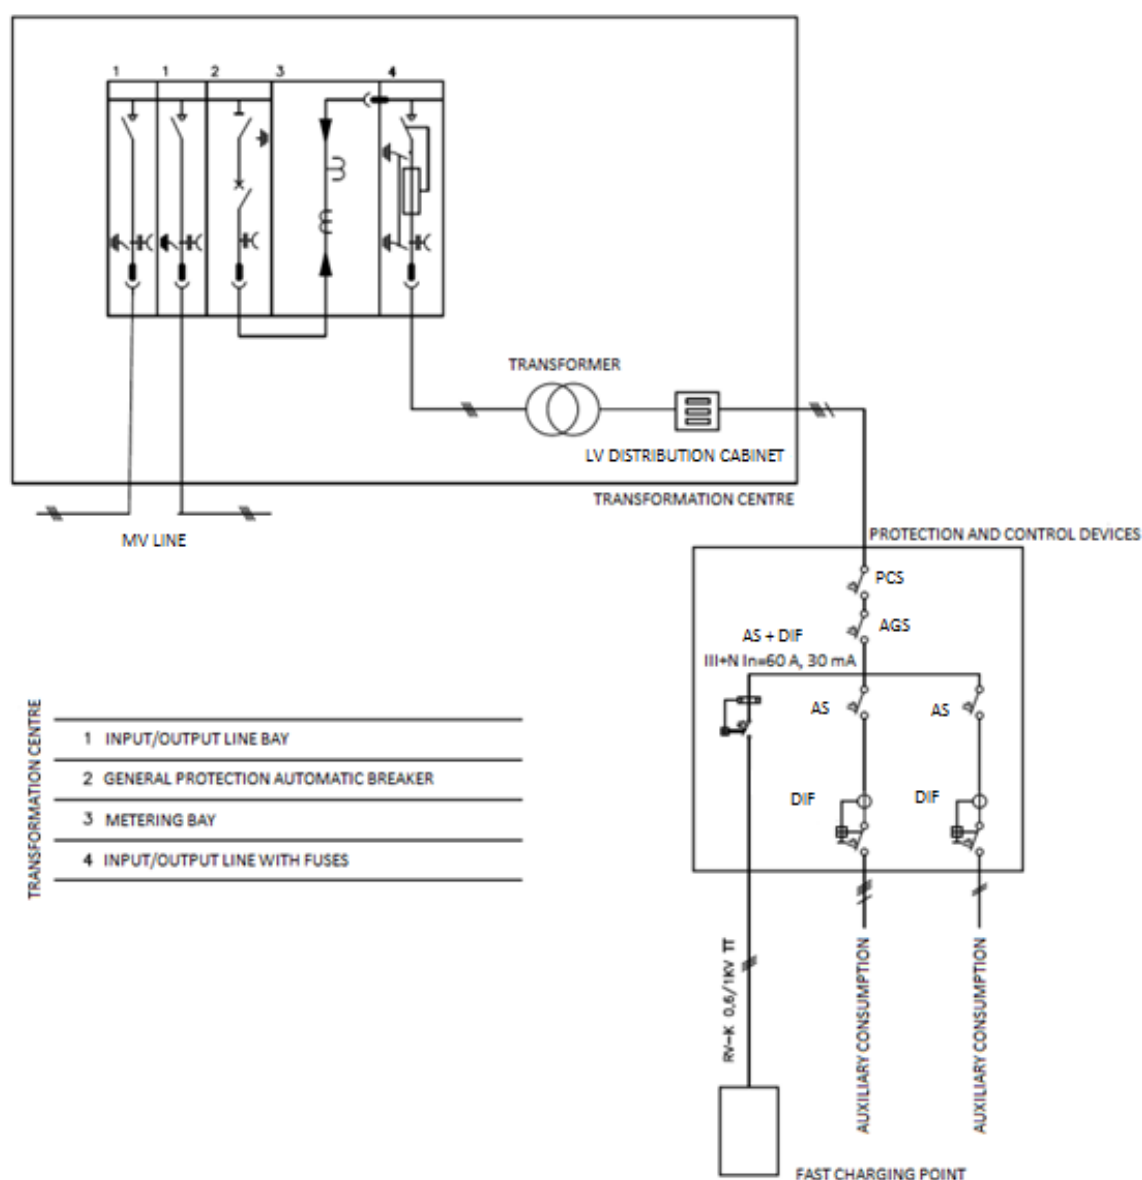 1 1 2 3 4
TRANSFORMER
LV DISTRIBUTION CABINET
TRANSFORMATION CENTRE
MV LINE
PROTECTION AND CONTROL DEVICES
PCS
AGS
AS + DIF
III+N In=60 A, 30 mA
AS
AS
DIF
DIF
TRANSFORMATION CENTRE
1 INPUT/OUTPUT LINE BAY
2 GENERAL PROTECTION AUTOMATIC BREAKER
3 METERING BAY
4 INPUT/OUTPUT LINE WITH FUSES
RV-K 0,6/1KV TT
AUXILIARY CONSUMPTION
AUXILIARY CONSUMPTION
FAST CHARGING POINT